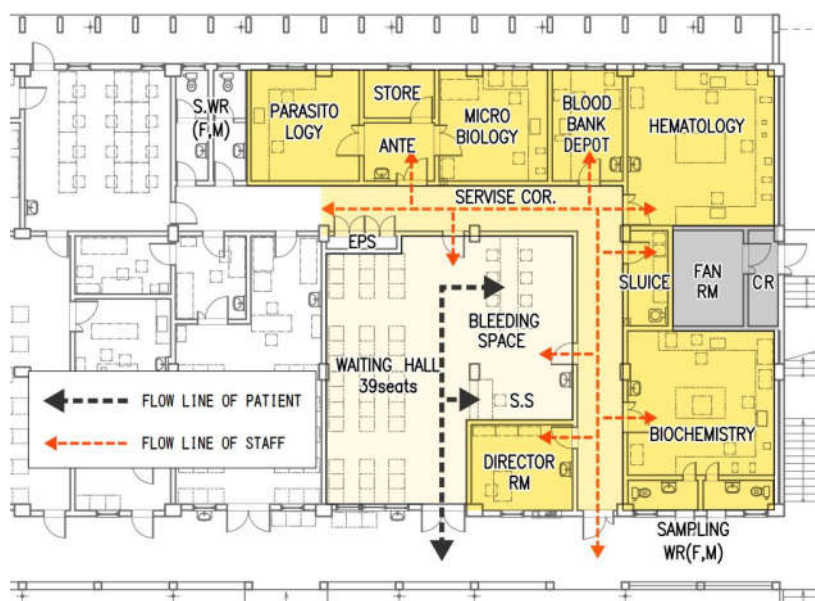 S.WR
(F,M)
PARASITO
LOGY
STORE
ANTE
MICRO
BIOLOGY
BLOOD
BANK
DEPOT
HEMATOLOGY
SERVISE COR.
EPS
SLUICE
FAN
RM
CR
BLEEDING
SPACE
WAITING HALL
39seats
S.S
FLOW LINE OF PATIENT
FLOW LINE OF STAFF
BIOCHEMISTRY
DIRECTOR
RM
SAMPLING
WR(F,M)